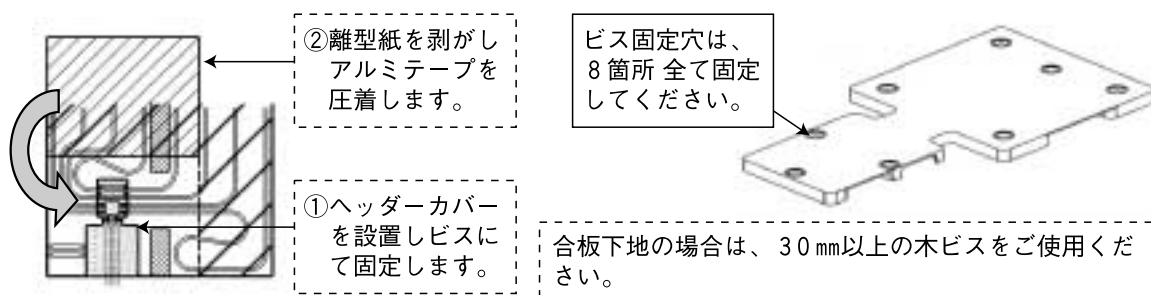 ②離型紙を剥がし
アルミテープを
圧着します。
①ヘッダーカバー
を設置しビスに
て固定します。
ビス固定穴は、
8箇所 全て固定
してください。
合板下地の場合は、30㎜以上の木ビスをご使用くだ
さい。